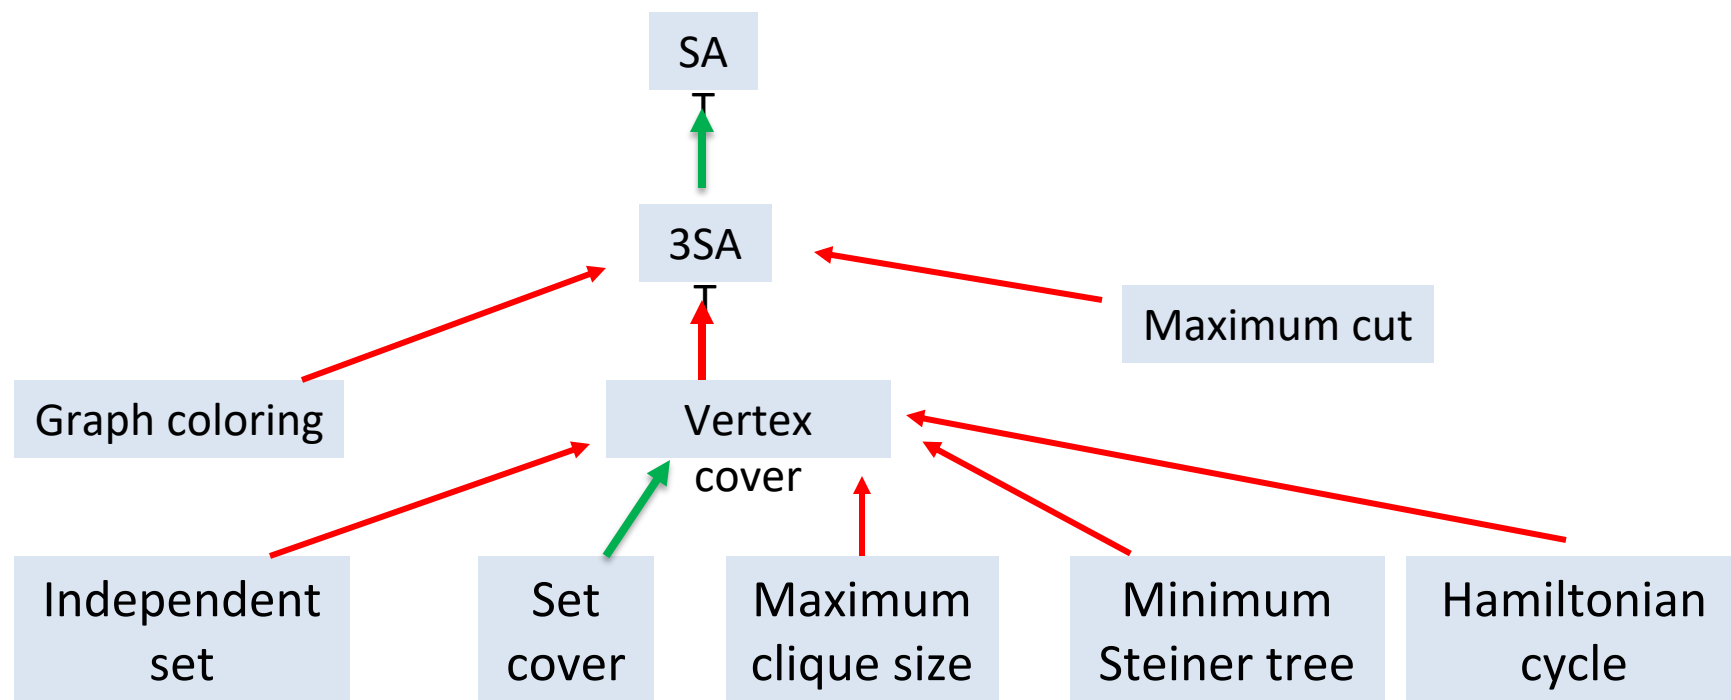 SA
T
3SA
T
Maximum cut
Graph coloring
Vertex
cover
Independent
set
Set
cover
Maximum
clique size
Minimum
Steiner tree
Hamiltonian
cycle